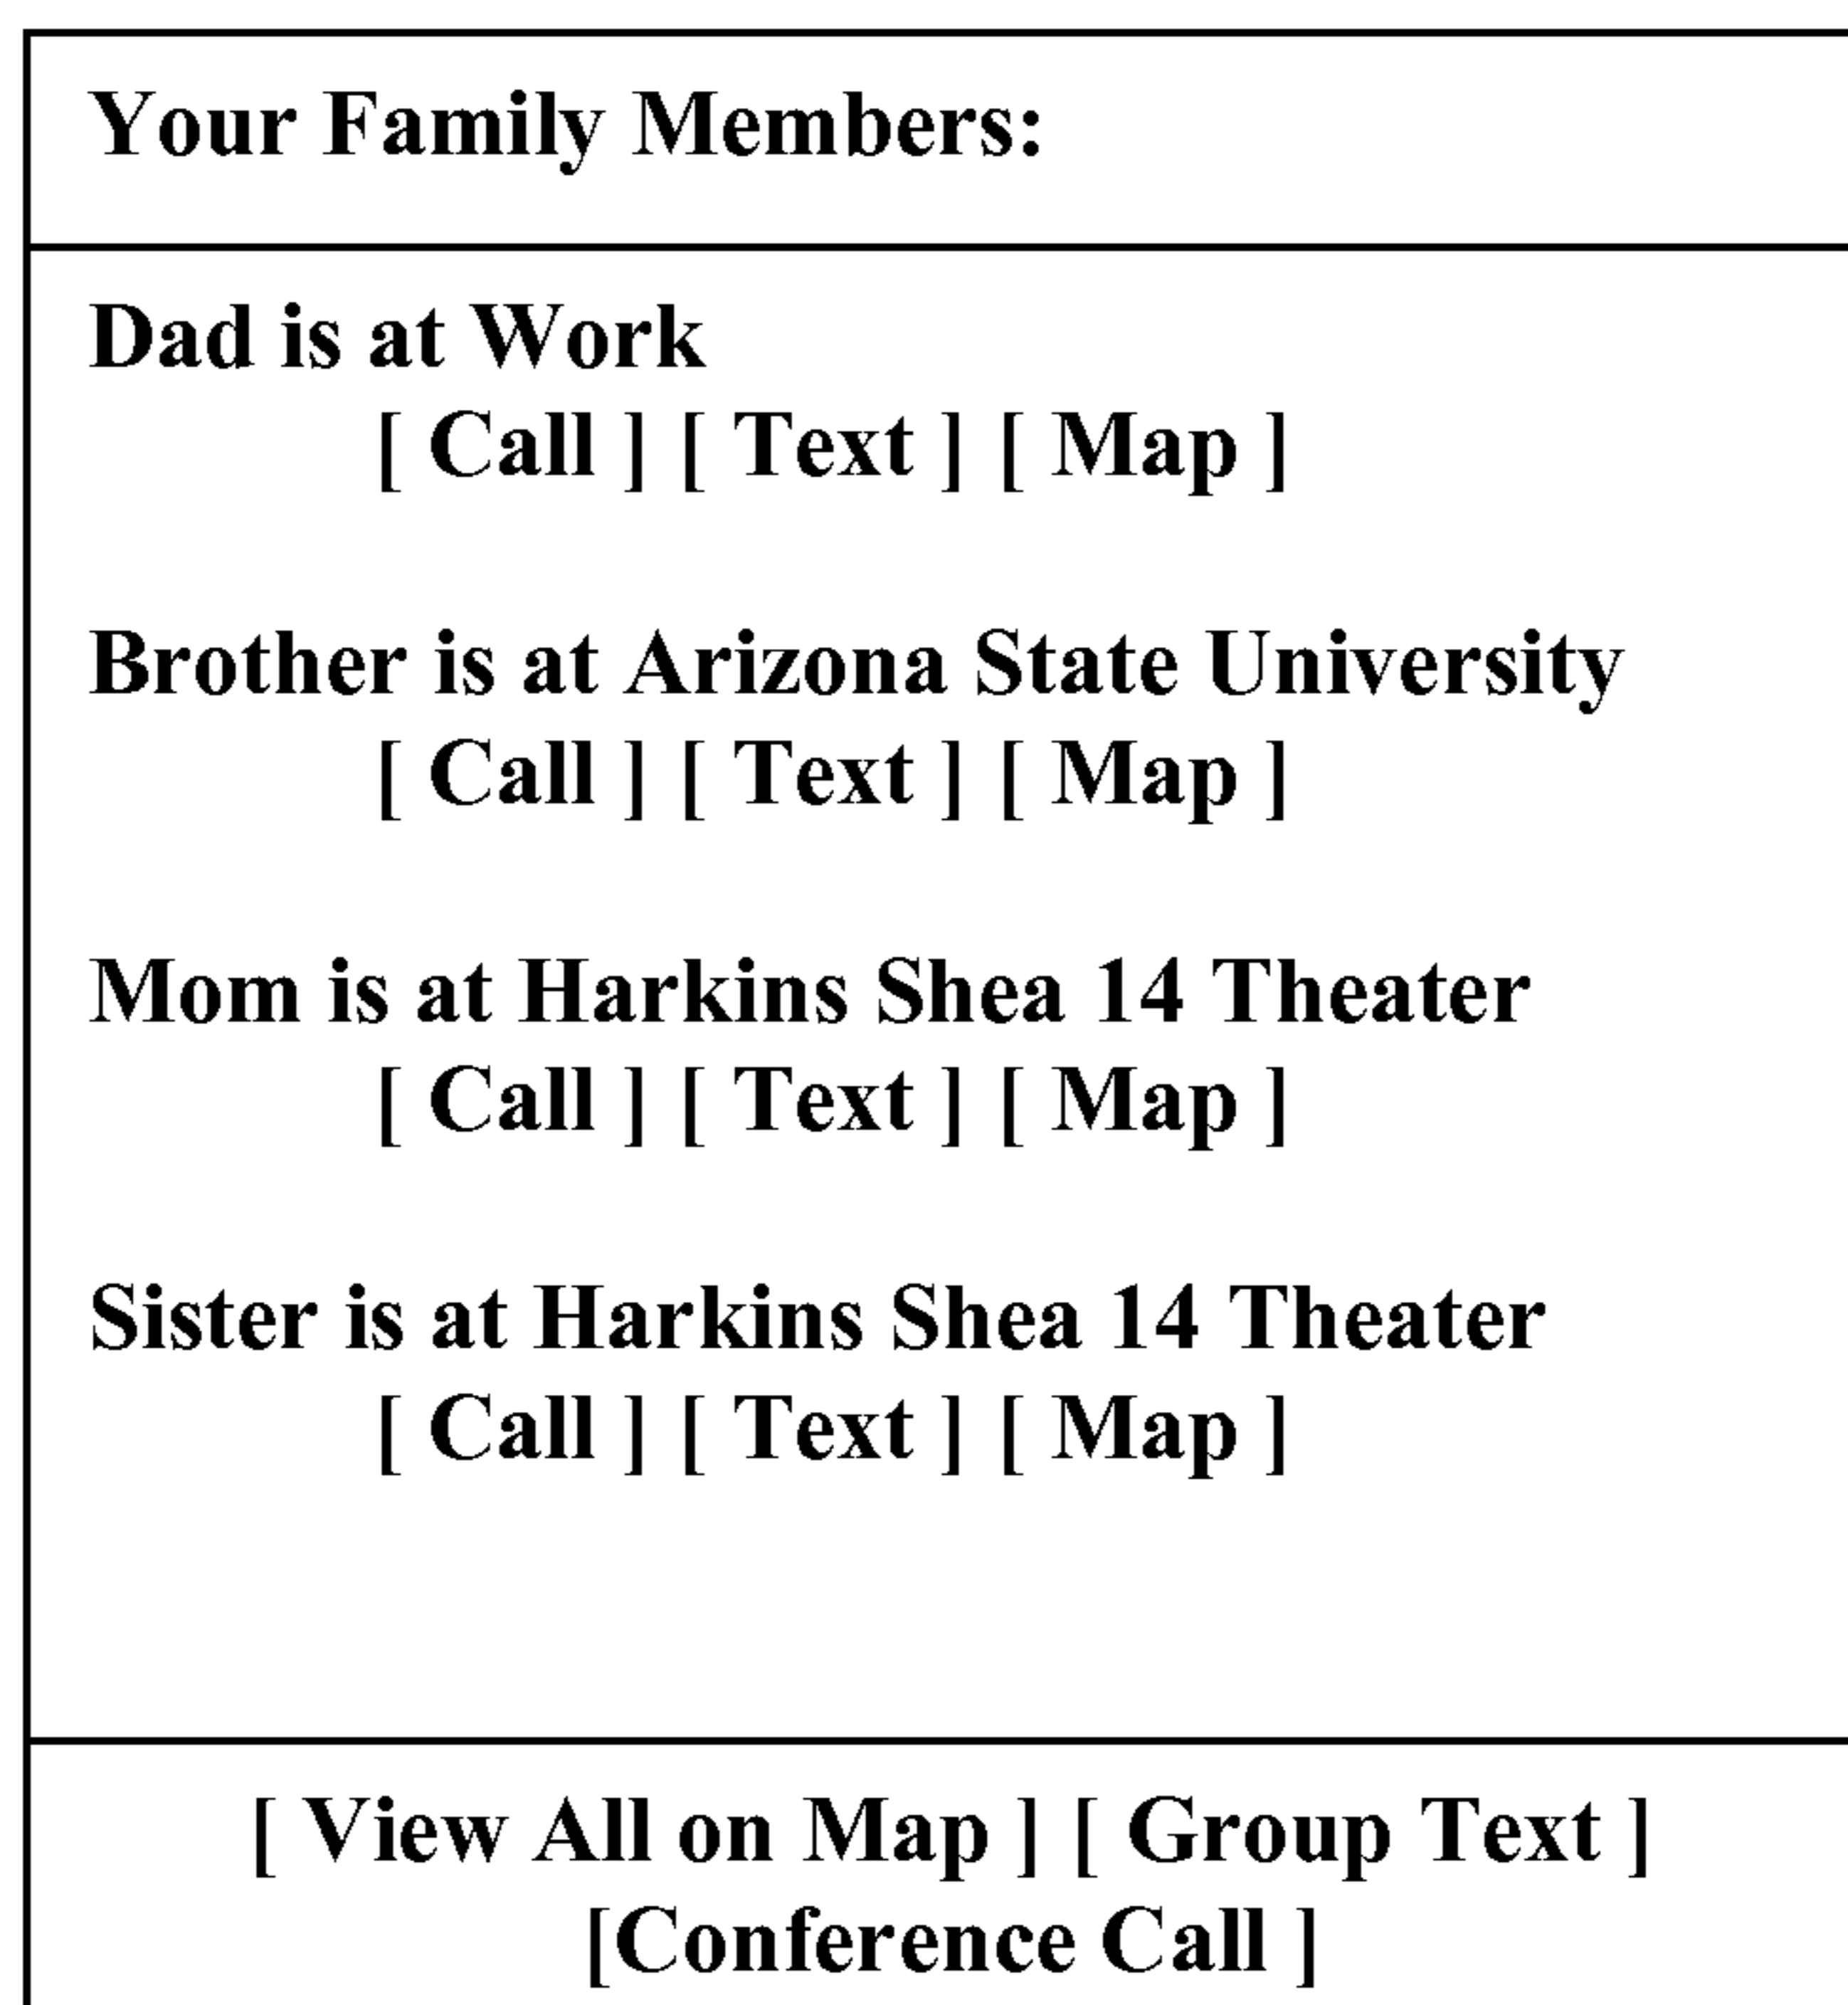 Your Family Members:
Dad is at Work
[ Call ] [ Text ] [ Map ]
Brother is at Arizona State University
[ Call ] [ Text ] [ Map ]
Mom is at Harkins Shea 14 Theater
[ Call ] [ Text ] [ Map ]
Sister is at Harkins Shea 14 Theater
[ Call ] [ Text ] [ Map ]
[ View All on Map ] [ Group Text ]
[Conference Call ]